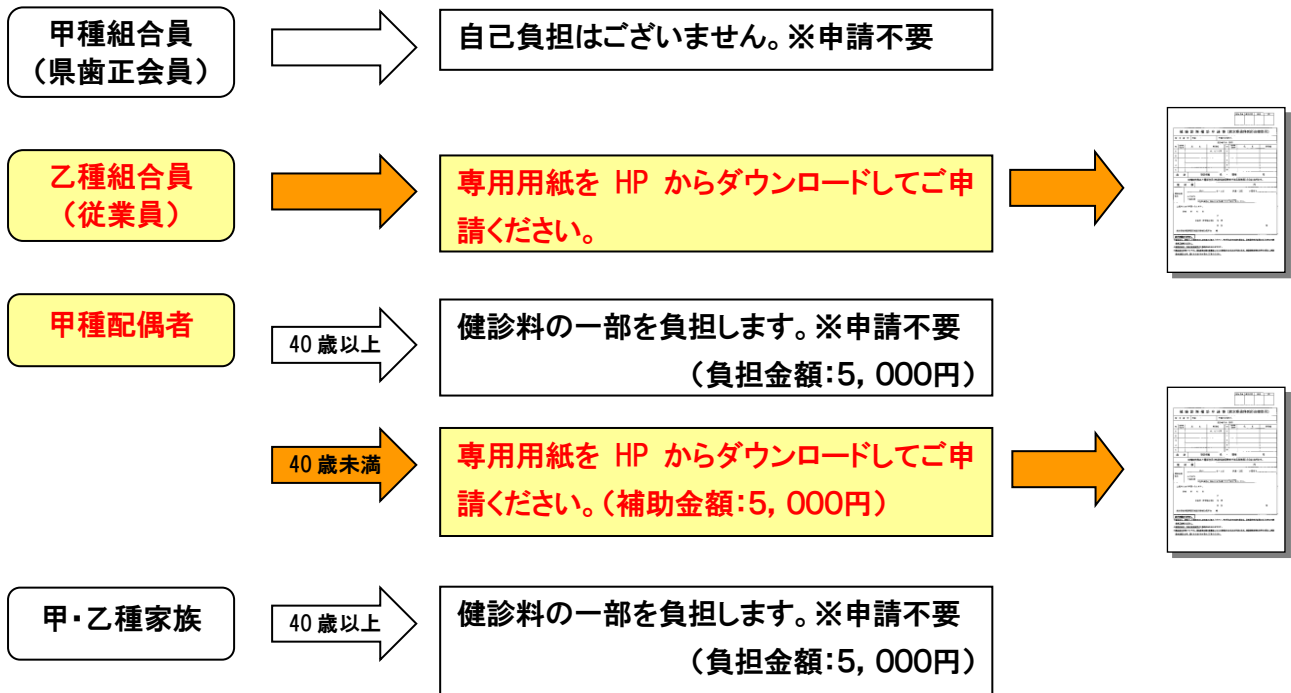 甲種組合員
（県歯正会員）
自己負担はございません。※申請不要
乙種組合員
（従業員）
専用用紙を HP からダウンロードしてご申
請ください。
甲種配偶者
40歳以上
健診料の一部を負担します。※申請不要
（負担金額：５，０００円）
40歳未満
専用用紙を HP からダウンロードしてご申
請ください。（補助金額：５，０００円）
甲・乙種家族
40歳以上
健診料の一部を負担します。※申請不要
（負担金額：５，０００円）